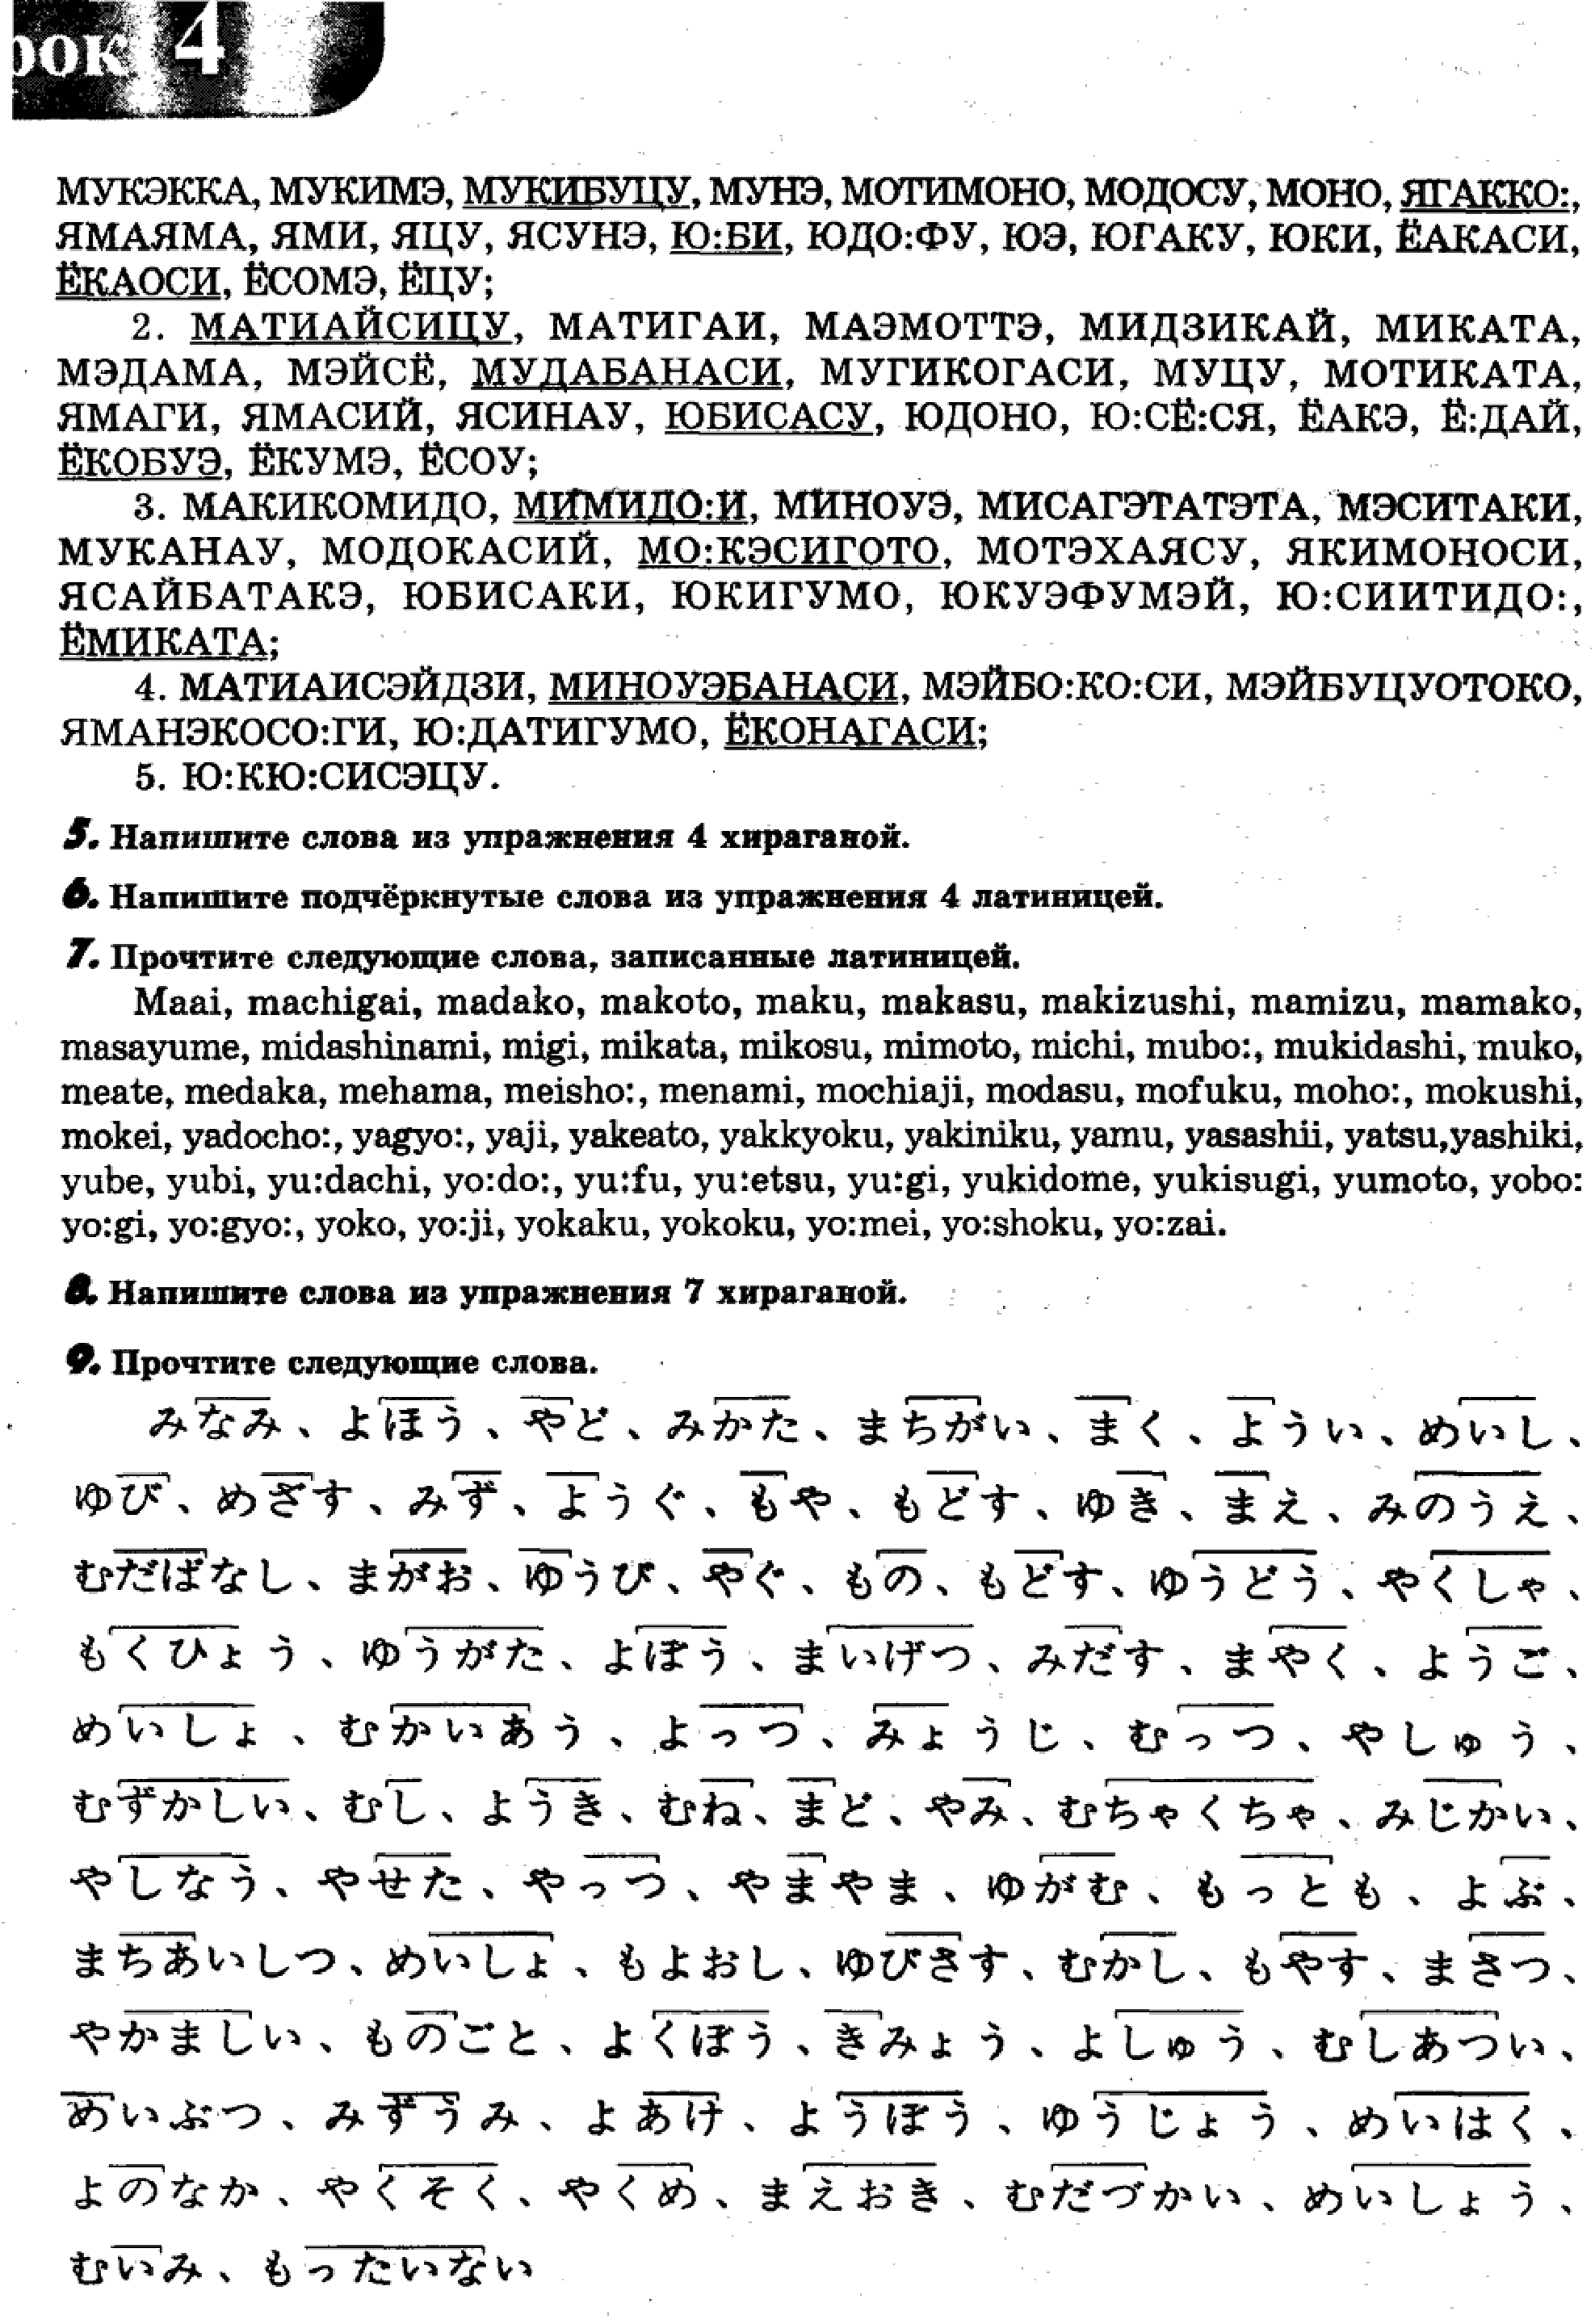 рок 4
МУКЭККА, МУКИМЭ, МУКИБУЦУ, МУНЭ, МОТИМОНО, МОДОСУ, МОНО, ЯГАККО:,
ЯМАЯМА, ЯМИ, ЯЦУ, ЯСУНЭ, Ю:БИ, ЮДО:ФУ, ЮЭ, ЮГАКУ, ЮКИ, ЁАКАСИ,
ЁКАОСИ, ЁСОМЭ, ЁЦУ;
2. МАТИАЙСИЦУ, МАТИГАИ, МАЭМОТТЭ, МИДЗИКАЙ, МИКАТА,
МЭДАМА, МЭЙСЁ, МУДАБАНАСИ, МУГИКОГАСИ, МУЦУ, МОТИКАТА,
ЯМАГИ, ЯМАСИЙ, ЯСИНАУ, ЮБИСАСУ, ЮДОНО, Ю:СЁ:СЯ, ЁАКЭ, Ё:ДАЙ,
ЁКОБУЭ, ЁКУМЭ, ЁСОУ;
3. МАКИКОМИДО, МИМИДО:И, МИНОУЭ, МИСАГЭТАТЭТА, МЭСИТАКИ,
МУКАНАУ, МОДОКАСИЙ, МО:КЭСИГОТО, МОТЭХАЯСУ, ЯКИМОНОСИ,
ЯСАЙБАТАКЭ, ЮБИСАКИ, ЮКИГУМО, ЮКУЭФУМЭЙ, Ю:СИИТИДО:,
ЁМИКАТА;
4. МАТИАИСЭЙДЗИ, МИНОУЭБАНАСИ, МЭЙБО:КО:СИ, МЭЙБУЦУОТОКО,
ЯМАНЭКОСО:ГИ, Ю:ДАТИГУМО, ЁКОНАГАСИ;
5. Ю:КЮ:СИСЭЦУ.
5. Напишите слова из упражнения 4 хираганой.
6. Напишите подчёркнутые слова из упражнения 4 латиницей.
7. Прочтите следующие слова, записанные латиницей.
Maai, machigai, madako, makoto, maku, makasu, makizushi, mamizu, mamako,
masayume, midashinami, migi, mikata, mikosu, mimoto, michi, mubo:, mukidashi, muko,
meate, medaka, mehama, meisho:, menami, mochiaji, modasu, mofuku, moho:, mokushi,
mokei, yadocho:, yagyo:, yaji, yakeato, yakkyoku, yakiniku, yamu, yasashii, yatsu,yashiki,
yube, yubi, yu:dachi, yo:do:, yu:fu, yu:etsu, yu:gi, yukidome, yukisugi, yumoto, yobo:
yo:gi, yo:gyo:, yoko, yo:ji, yokaku, yokoku, yo:mei, yo:shoku, yo:zai.
8. Напишите слова из упражнения 7 хираганой.
9. Прочтите следующие слова.
みなみ、よほう、やど、みかた、まちがい、まく、ようい、めいし、
ゆび、めざす、みず、ようぐ、もや、もどす、ゆき、まえ、みのうえ、
むだばなし、まがお、ゆうび、やぐ、もの、もどす、ゆうどう、やくしゃ、
もくひょう、ゆうがた、よぼう、まいげつ、みだす、まやく、ようご、
めいしょ、むかいあう、よっつ、みょうじ、むっつ、やしゅう、
むずかしい、むし、ようき、むね、まど、やみ、むちゃくちゃ、みじかい、
やしなう、やせた、やっつ、やまやま、ゆがむ、もっとも、よぶ、
まちあいしつ、めいしょ、もよおし、ゆびさす、むかし、もやす、まさつ、
やかましい、ものごと、よくぼう、きみょう、よしゅう、むしあつい、
めいぶつ、みずうみ、よあけ、ようぼう、ゆうじょう、めいはく、
よのなか、やくそく、やくめ、まえおき、むだづかい、めいしょう、
むいみ、もったいない